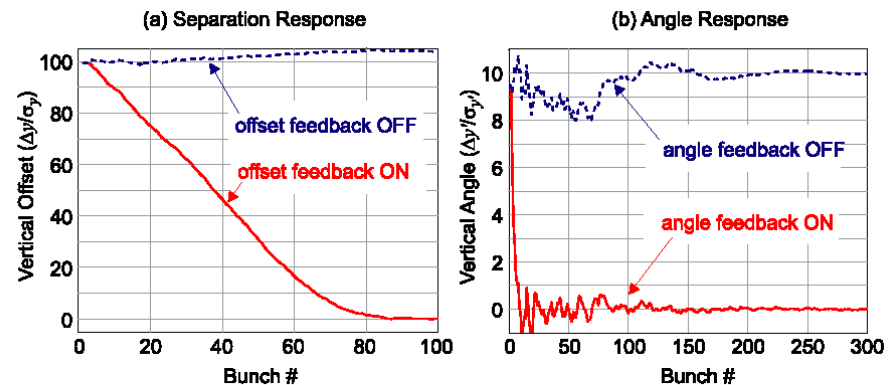 (a) Separation Response
Vertical Offset (Δy/σy)
100
80
60
40
20
0
offset feedback OFF
offset feedback ON
0 20 40 60 80 100
Bunch #
(b) Angle Response
Vertical Angle (Δy'/σy')
10
8
6
4
2
0
angle feedback OFF
angle feedback ON
0 50 100 150 200 250 300
Bunch #